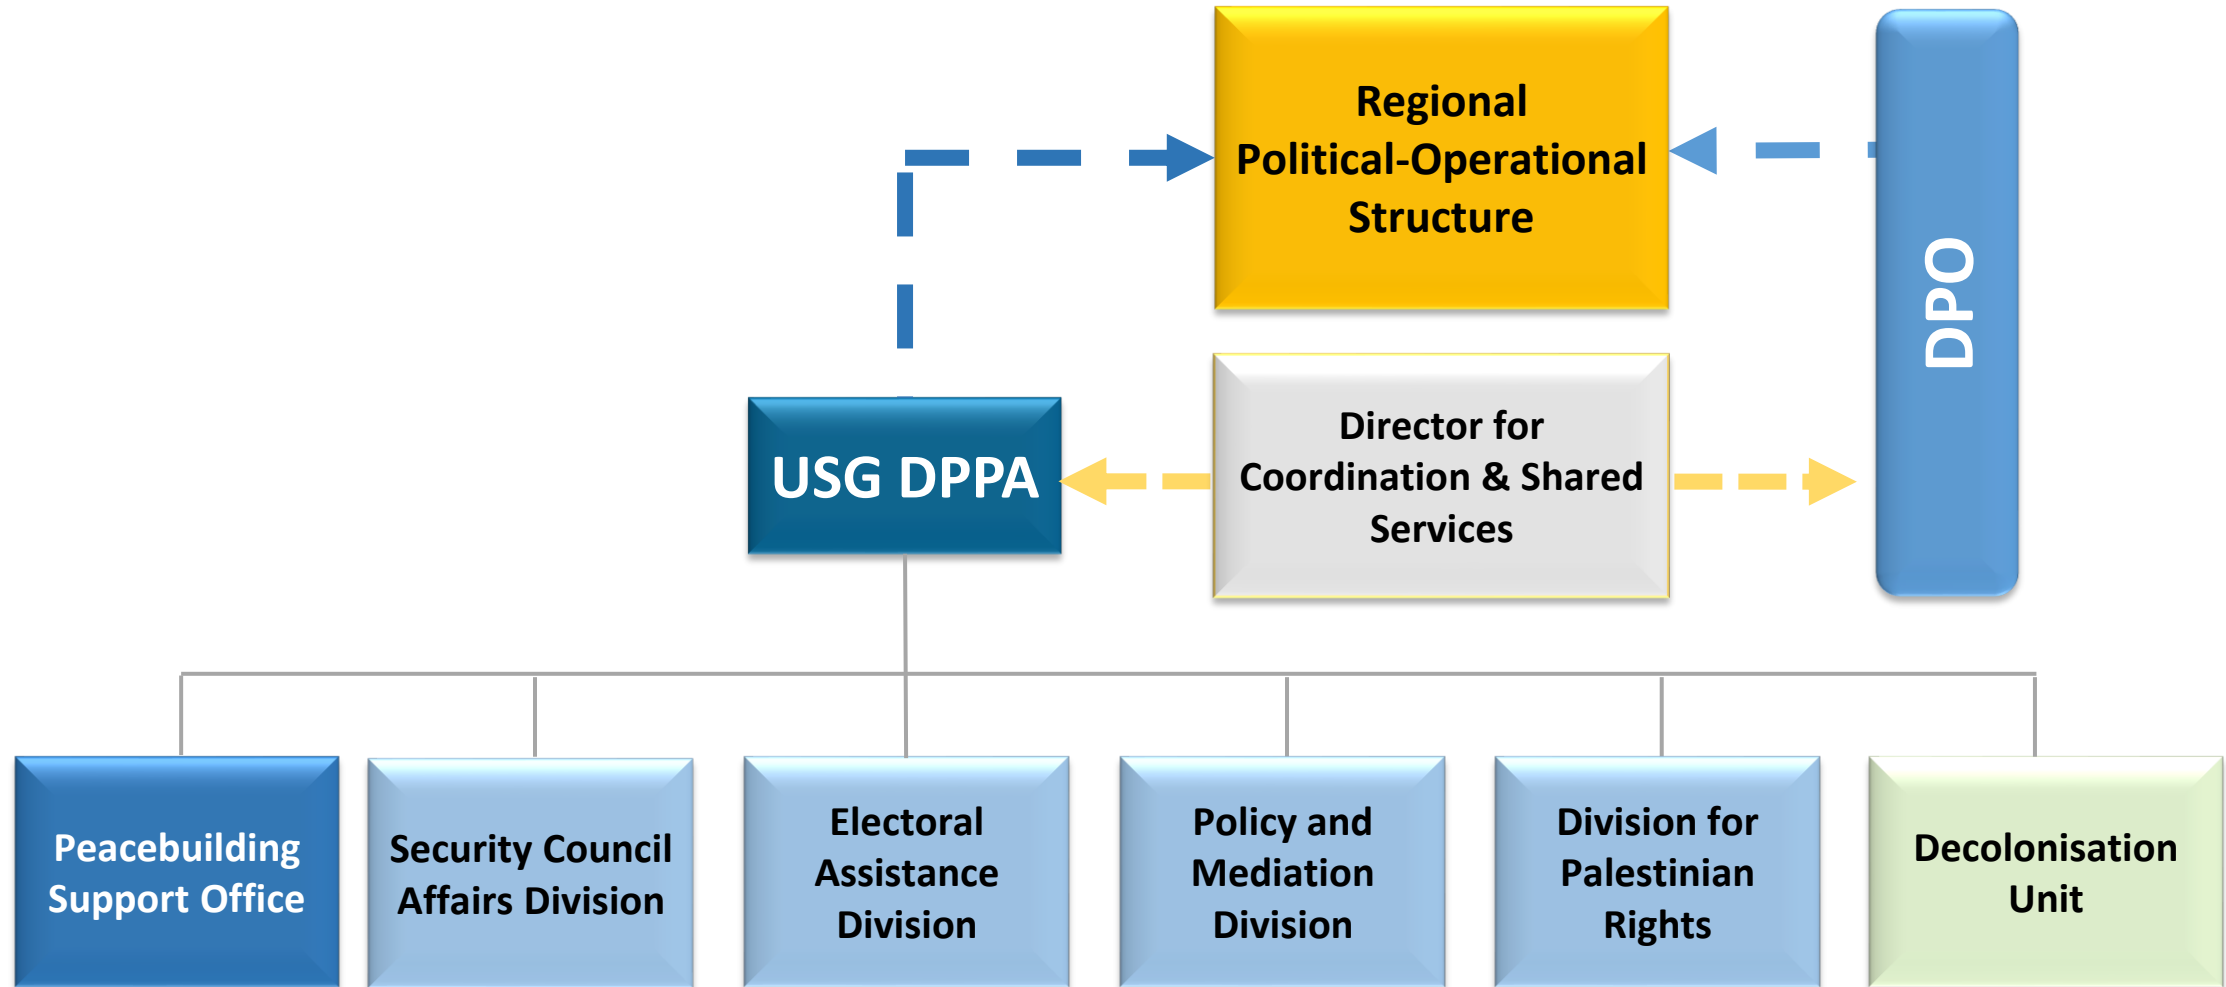 Regional
Political-Operational
Structure
DPO
Director for
Coordination & Shared
Services
USG DPPA
Peacebuilding
Support Office
Security Council
Affairs Division
Electoral
Assistance
Division
Policy and
Mediation
Division
Division for
Palestinian
Rights
Decolonisation
Unit